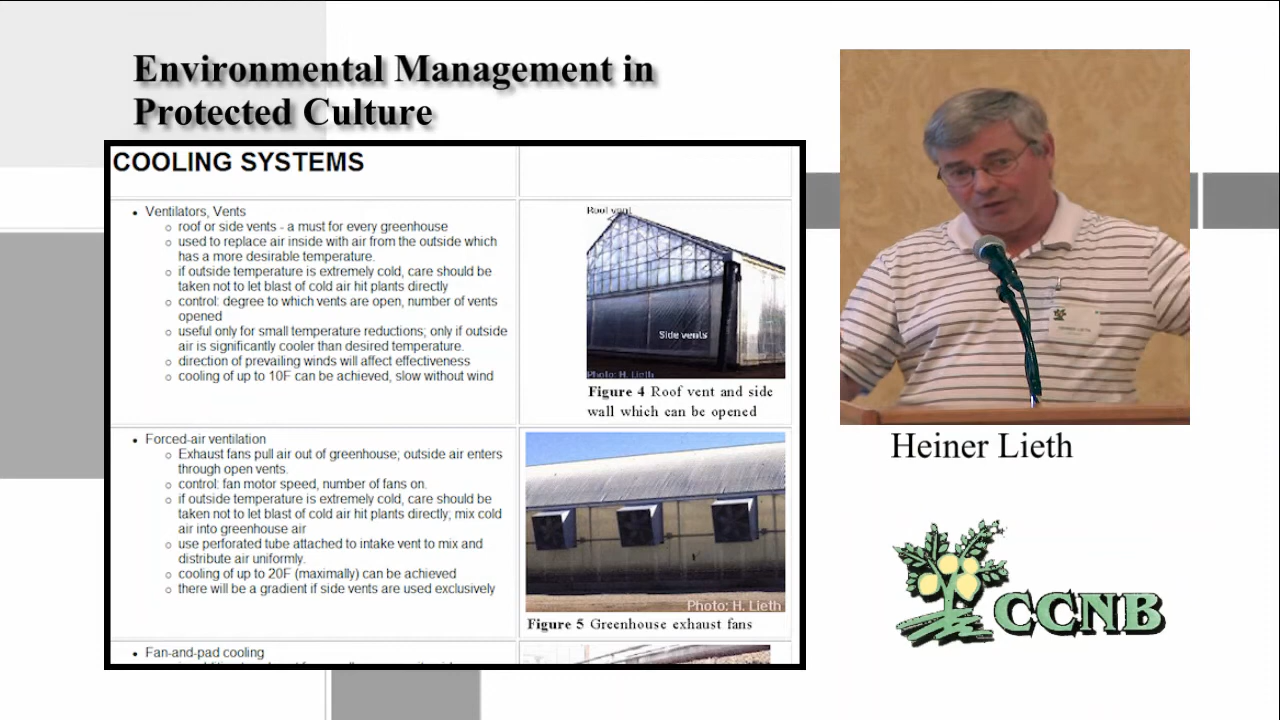 Environmental Management in
Protected Culture
COOLING SYSTEMS
• Ventilators, Vents
o roof or side vents - a must for every greenhouse
o used to replace air inside with air from the outside which
has a more desirable temperature.
o if outside temperature is extremely cold, care should be
taken not to let blast of cold air hit plants directly
o control: degree to which vents are open, number of vents
opened
o useful only for small temperature reductions; only if outside
air is significantly cooler than desired temperature.
o direction of prevailing winds will affect effectiveness
o cooling of up to 10F can be achieved, slow without wind
Roof vent
Side vents
Photo: H. Lieth
Figure 4 Roof vent and side
wall which can be opened
• Forced-air ventilation
o Exhaust fans pull air out of greenhouse; outside air enters
through open vents.
o control: fan motor speed, number of fans on.
o if outside temperature is extremely cold, care should be
taken not to let blast of cold air hit plants directly; mix cold
air into greenhouse air
o use perforated tube attached to intake vent to mix and
distribute air uniformly.
o cooling of up to 20F (maximally) can be achieved
o there will be a gradient if side vents are used exclusively
Photo: H. Lieth
Figure 5 Greenhouse exhaust fans
• Fan-and-pad cooling
Heiner Lieth
CCNB